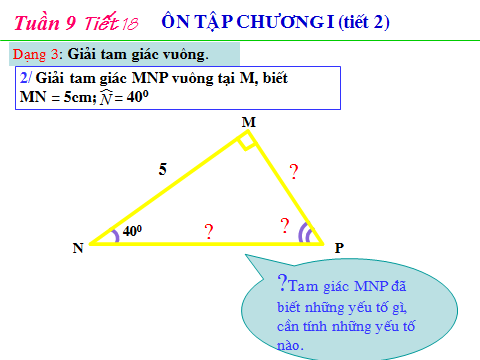 Tuần 9 Tiết 18 ÔN TẬP CHƯƠNG I (tiết 2)
Dạng 3: Giải tam giác vuông.
2/ Giải tam giác MNP vuông tại M, biết
MN = 5cm; N̂ = 40⁰
M
5
?
N
40⁰
?
?
P
?Tam giác MNP đã
biết những yếu tố gì,
cần tính những yếu tố
nào.